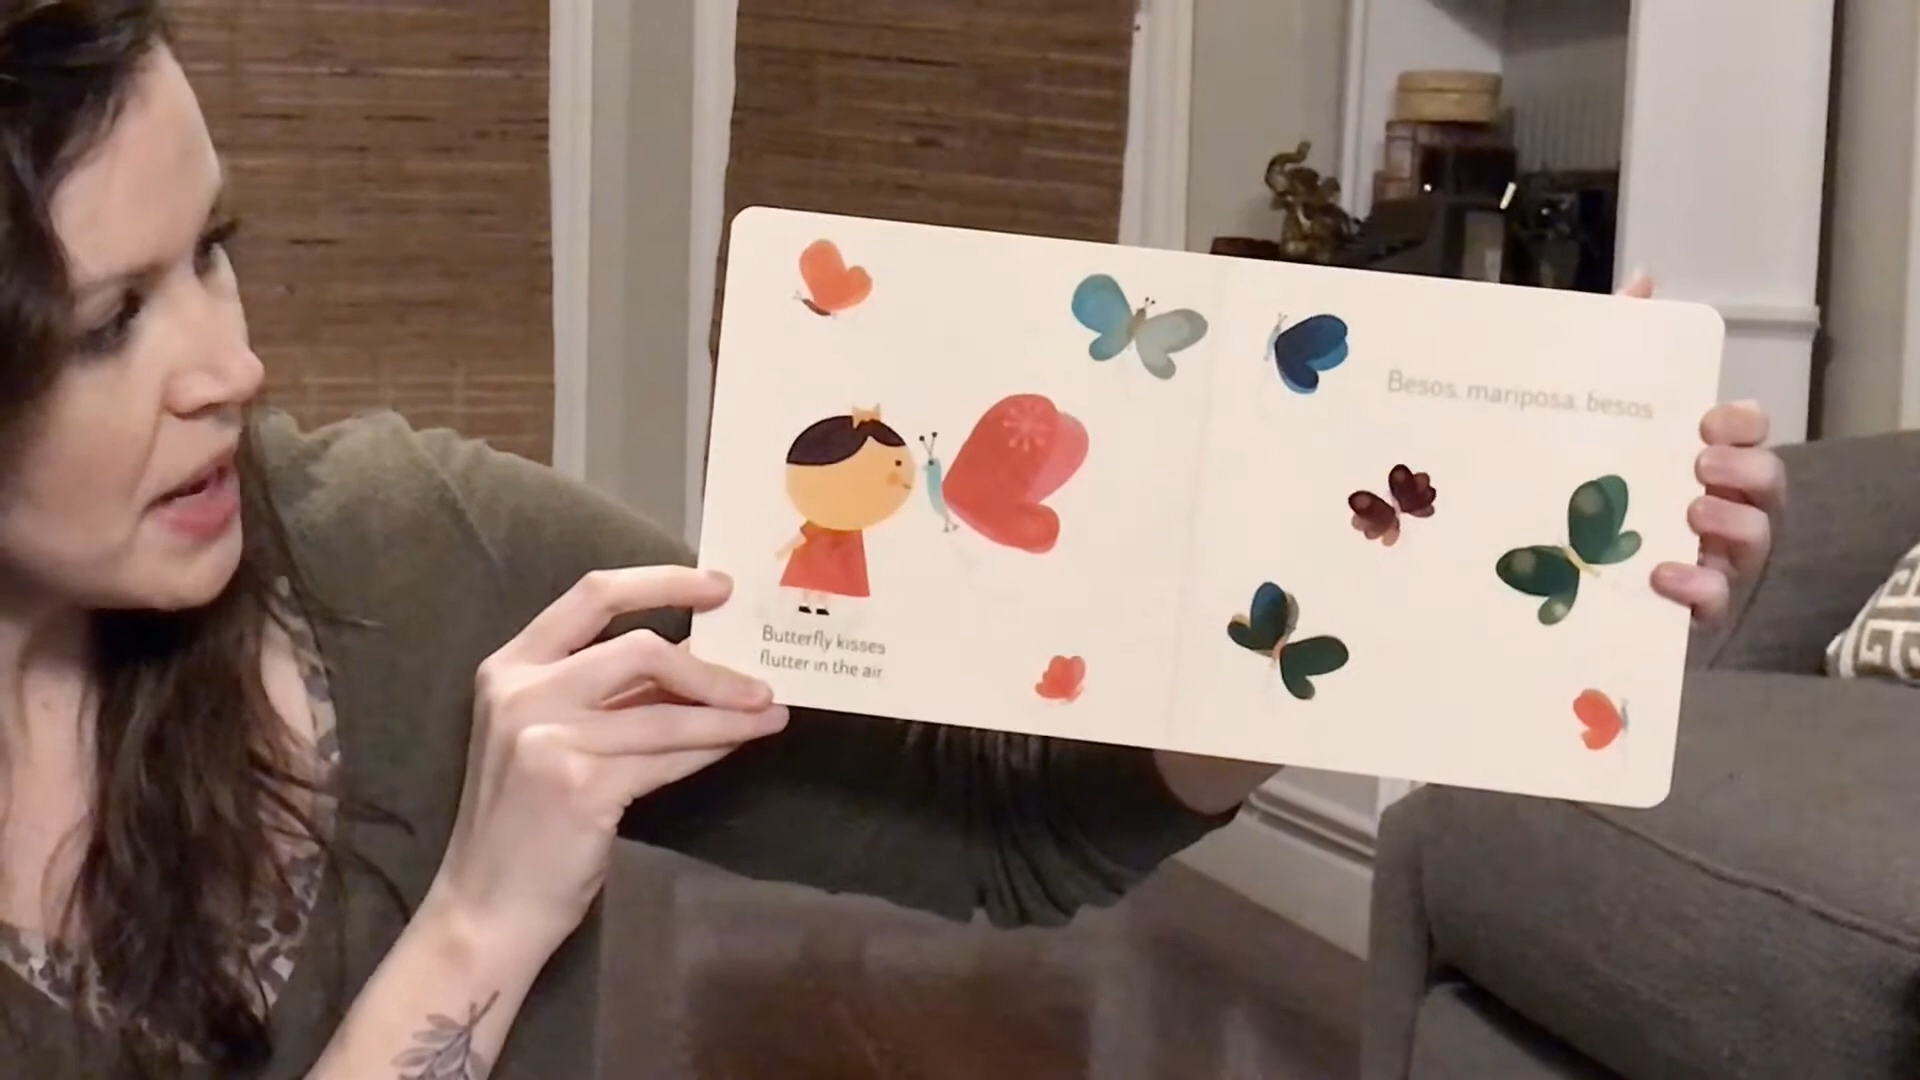 Butterfly kisses
flutter in the air
Besos, mariposa, besos